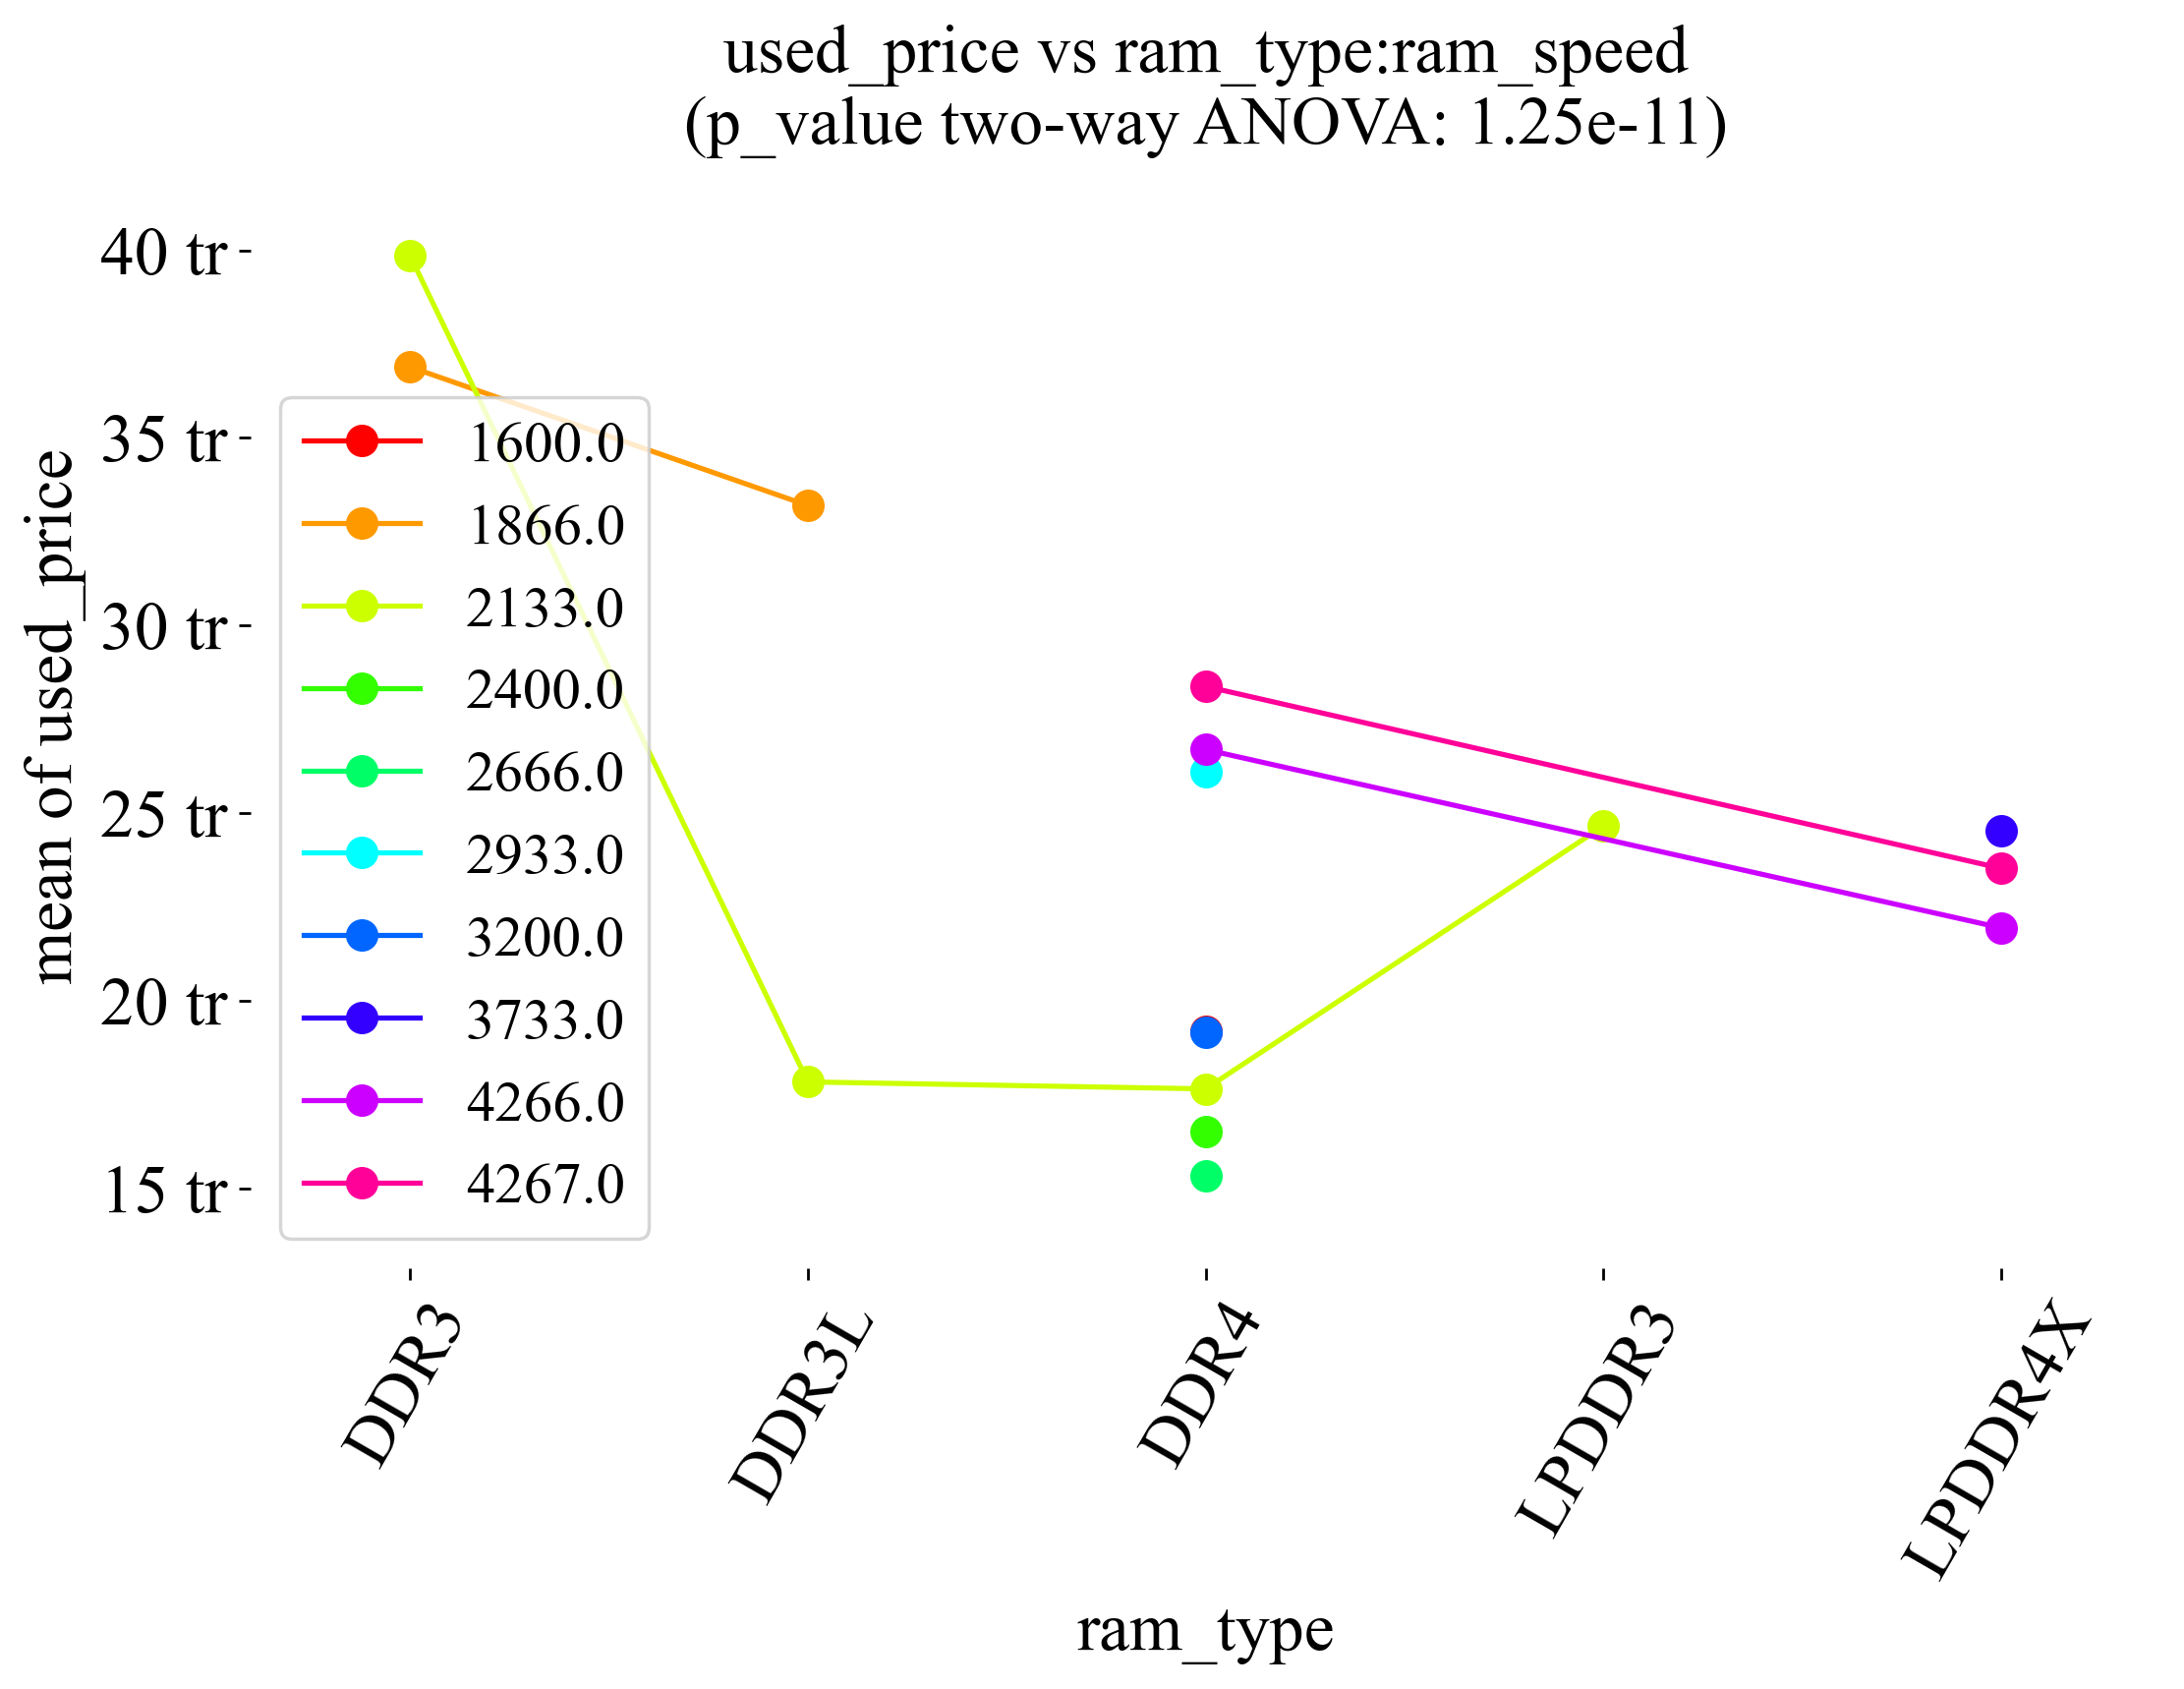 used_price vs ram_type:ram_speed
(p_value two-way ANOVA: 1.25e-11)
mean of used_price
40 tr
35 tr
30 tr
25 tr
20 tr
15 tr
1600.0
1866.0
2133.0
2400.0
2666.0
2933.0
3200.0
3733.0
4266.0
4267.0
DDR3
DDR3L
DDR4
LPDDR3
LPDDR4X
ram_type